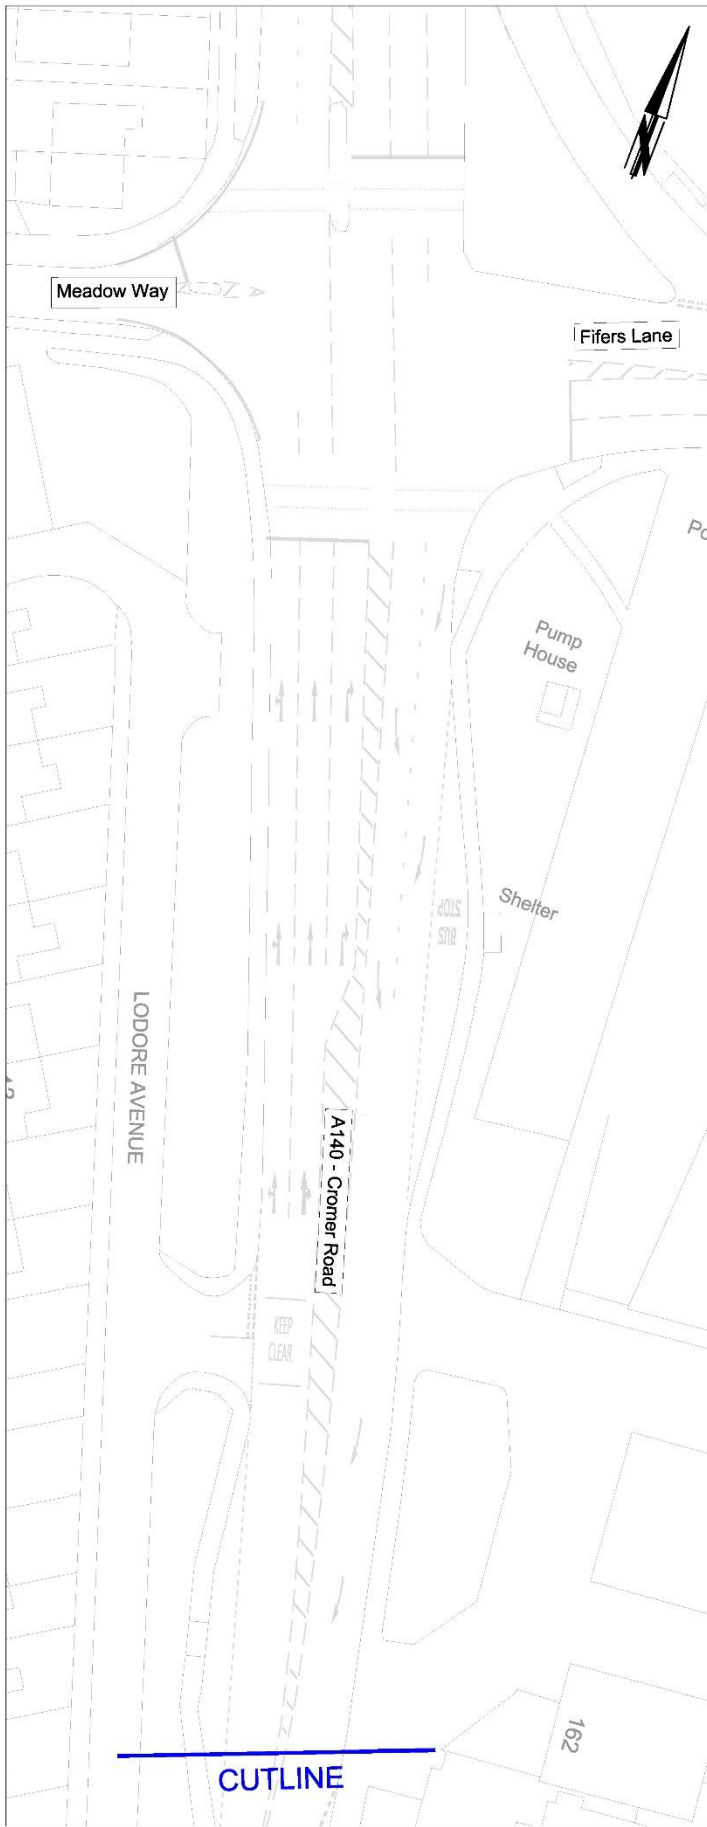 N
Meadow Way
Fifers Lane
Pump
House
Shelter
BUS
STOP
LODORE AVENUE
A140 - Cromer Road
KEEP
CLEAR
162
CUTLINE